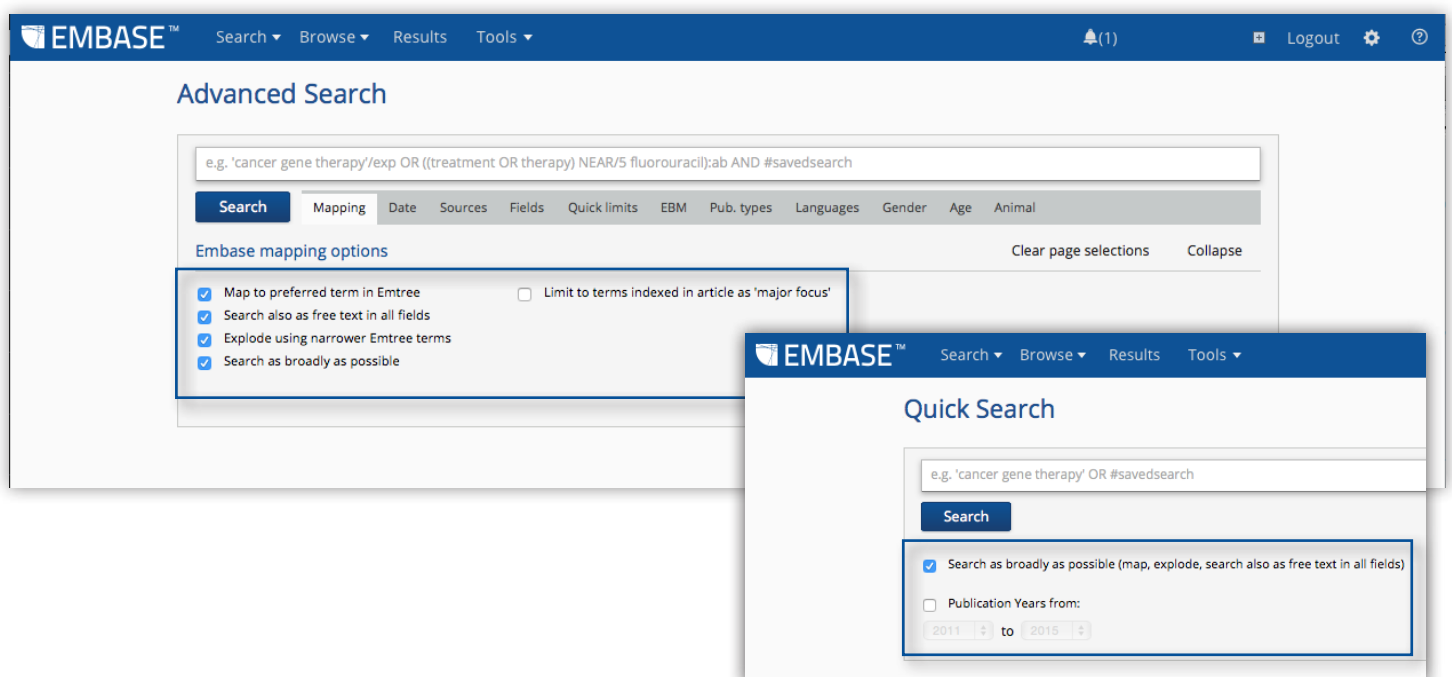 EMBASE™ Search Browse Results Tools (1) Logout
Advanced Search
e.g. 'cancer gene therapy'/exp OR ((treatment OR therapy) NEAR/5 fluorouracil):ab AND #savedsearch
Search Mapping Date Sources Fields Quick limits EBM Pub. types Languages Gender Age Animal
Embase mapping options Clear page selections Collapse
Map to preferred term in Emtree Limit to terms indexed in article as 'major focus'
Search also as free text in all fields
Explode using narrower Emtree terms
Search as broadly as possible
EMBASE™ Search Browse Results Tools
Quick Search
e.g. 'cancer gene therapy' OR #savedsearch
Search
Search as broadly as possible (map, explode, search also as free text in all fields)
Publication Years from:
2011 to 2015